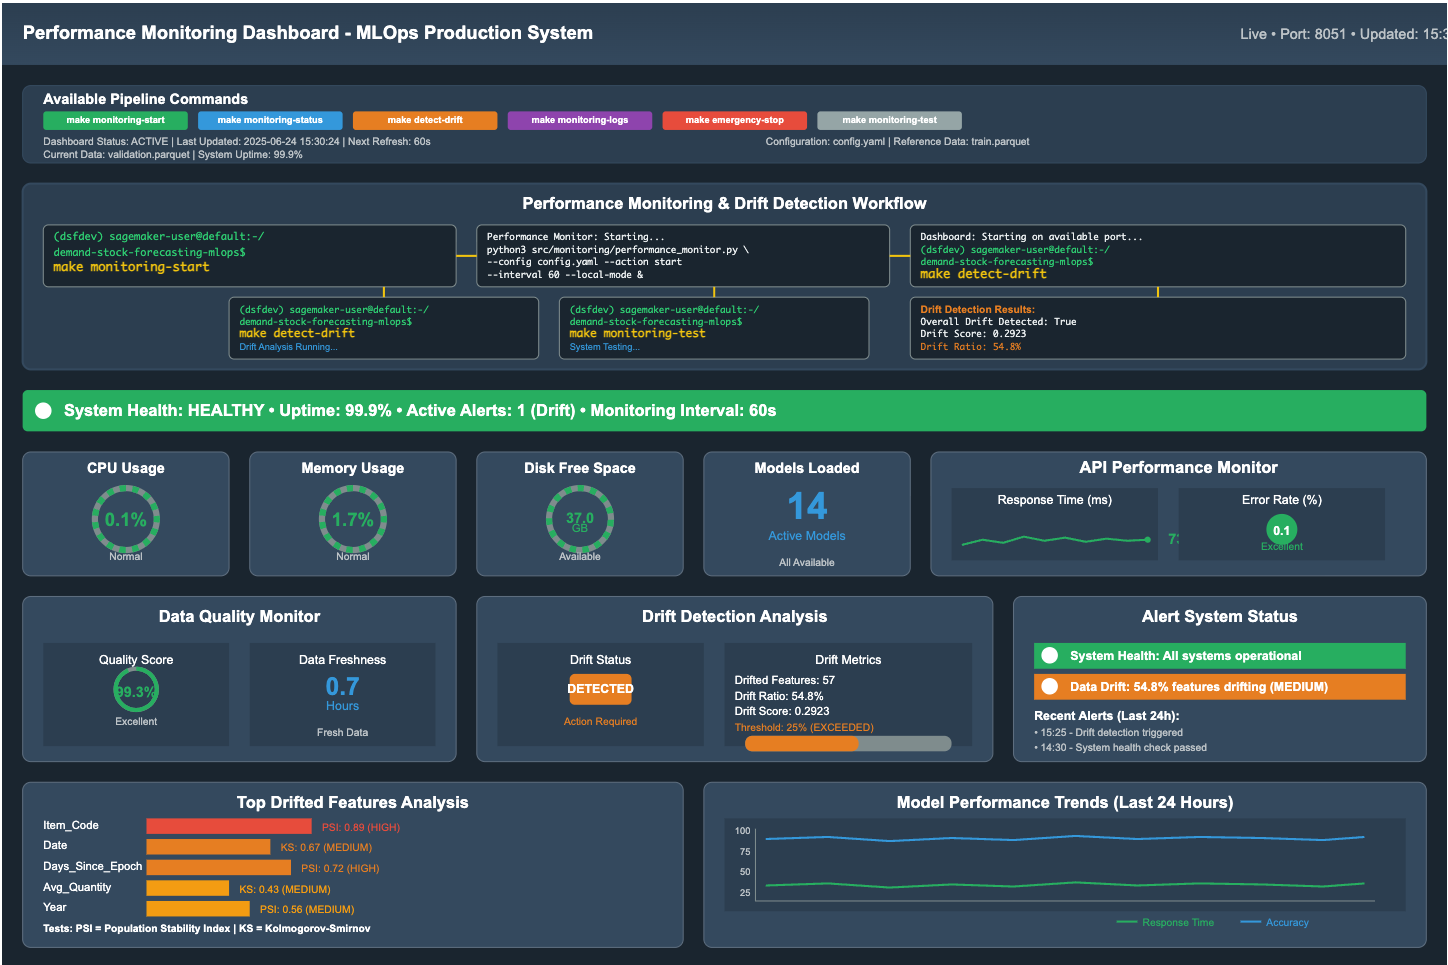 Performance Monitoring Dashboard - MLOps Production System
Live • Port: 8051 • Updated: 15:3
Available Pipeline Commands
make monitoring-start
make monitoring-status
make detect-drift
make monitoring-logs
make emergency-stop
make monitoring-test
Dashboard Status: ACTIVE | Last Updated: 2025-06-24 15:30:24 | Next Refresh: 60s
Configuration: config.yaml | Reference Data: train.parquet
Current Data: validation.parquet | System Uptime: 99.9%
Performance Monitoring & Drift Detection Workflow
(dsfdev) sagemaker-user@default:~/
demand-stock-forecasting-mlops$
make monitoring-start
Performance Monitor: Starting...
python3 src/monitoring/performance_monitor.py \
--config config.yaml --action start
--interval 60 --local-mode &
Dashboard: Starting on available port...
(dsfdev) sagemaker-user@default:~/
demand-stock-forecasting-mlops$
make detect-drift
(dsfdev) sagemaker-user@default:~/
demand-stock-forecasting-mlops$
make detect-drift
Drift Analysis Running...
(dsfdev) sagemaker-user@default:~/
demand-stock-forecasting-mlops$
make monitoring-test
System Testing...
Drift Detection Results:
Overall Drift Detected: True
Drift Score: 0.2923
Drift Ratio: 54.8%
System Health: HEALTHY • Uptime: 99.9% • Active Alerts: 1 (Drift) • Monitoring Interval: 60s
CPU Usage
0.1%
Normal
Memory Usage
1.7%
Normal
Disk Free Space
37.0
GB
Available
Models Loaded
14
Active Models
All Available
API Performance Monitor
Response Time (ms)
Error Rate (%)
0.1
Excellent
Data Quality Monitor
Quality Score
99.3%
Excellent
Data Freshness
0.7
Hours
Fresh Data
Drift Detection Analysis
Drift Status
DETECTED
Action Required
Drift Metrics
Drifted Features: 57
Drift Ratio: 54.8%
Drift Score: 0.2923
Threshold: 25% (EXCEEDED)
Alert System Status
System Health: All systems operational
Data Drift: 54.8% features drifting (MEDIUM)
Recent Alerts (Last 24h):
• 15:25 - Drift detection triggered
• 14:30 - System health check passed
Top Drifted Features Analysis
Item_Code PSI: 0.89 (HIGH)
Date KS: 0.67 (MEDIUM)
Days_Since_Epoch PSI: 0.72 (HIGH)
Avg_Quantity KS: 0.43 (MEDIUM)
Year PSI: 0.56 (MEDIUM)
Tests: PSI = Population Stability Index | KS = Kolmogorov-Smirnov
Model Performance Trends (Last 24 Hours)
100
75
50
25
Response Time
Accuracy